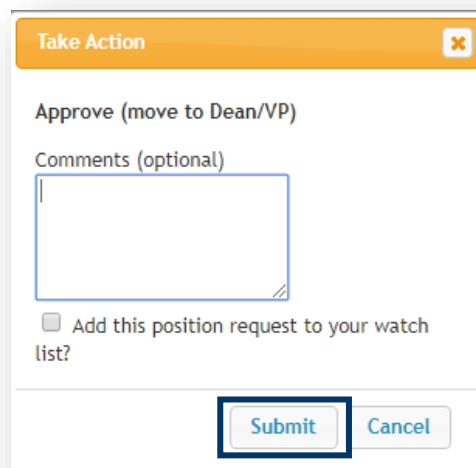 Take Action
Approve (move to Dean/VP)
Comments (optional)
Add this position request to your watch
list?
Submit Cancel